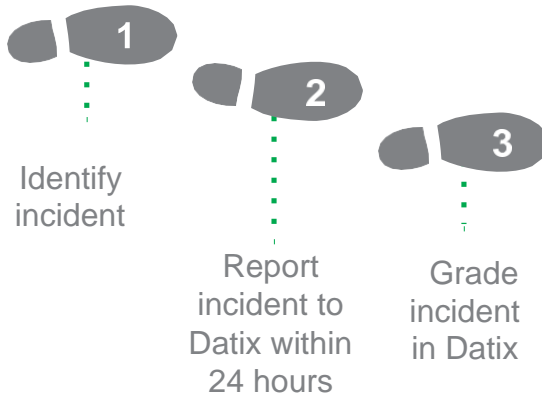 1
Identify
incident
2
Report
incident to
Datix within
24 hours
3
Grade
incident
in Datix